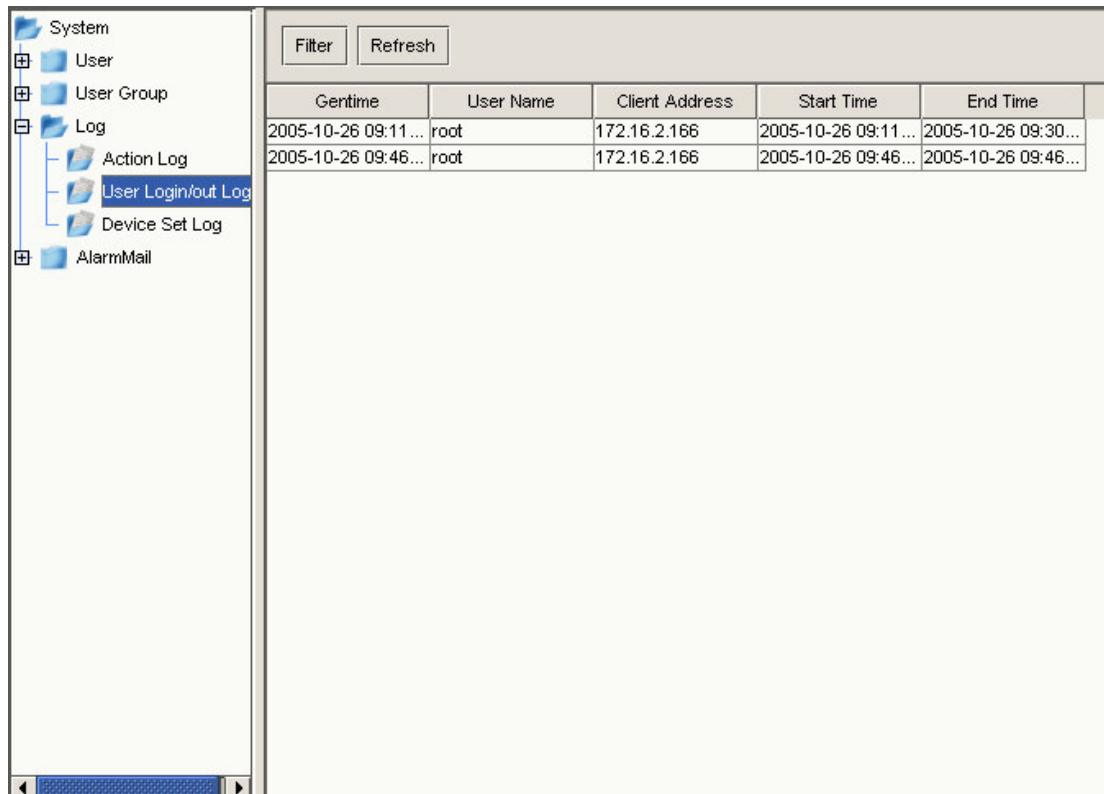 System
User
User Group
Log
Action Log
User Login/out Log
Device Set Log
AlarmMail
Filter Refresh
Gentime User Name Client Address Start Time End Time
2005-10-26 09:11... root 172.16.2.166 2005-10-26 09:11... 2005-10-26 09:30...
2005-10-26 09:46... root 172.16.2.166 2005-10-26 09:46... 2005-10-26 09:46...